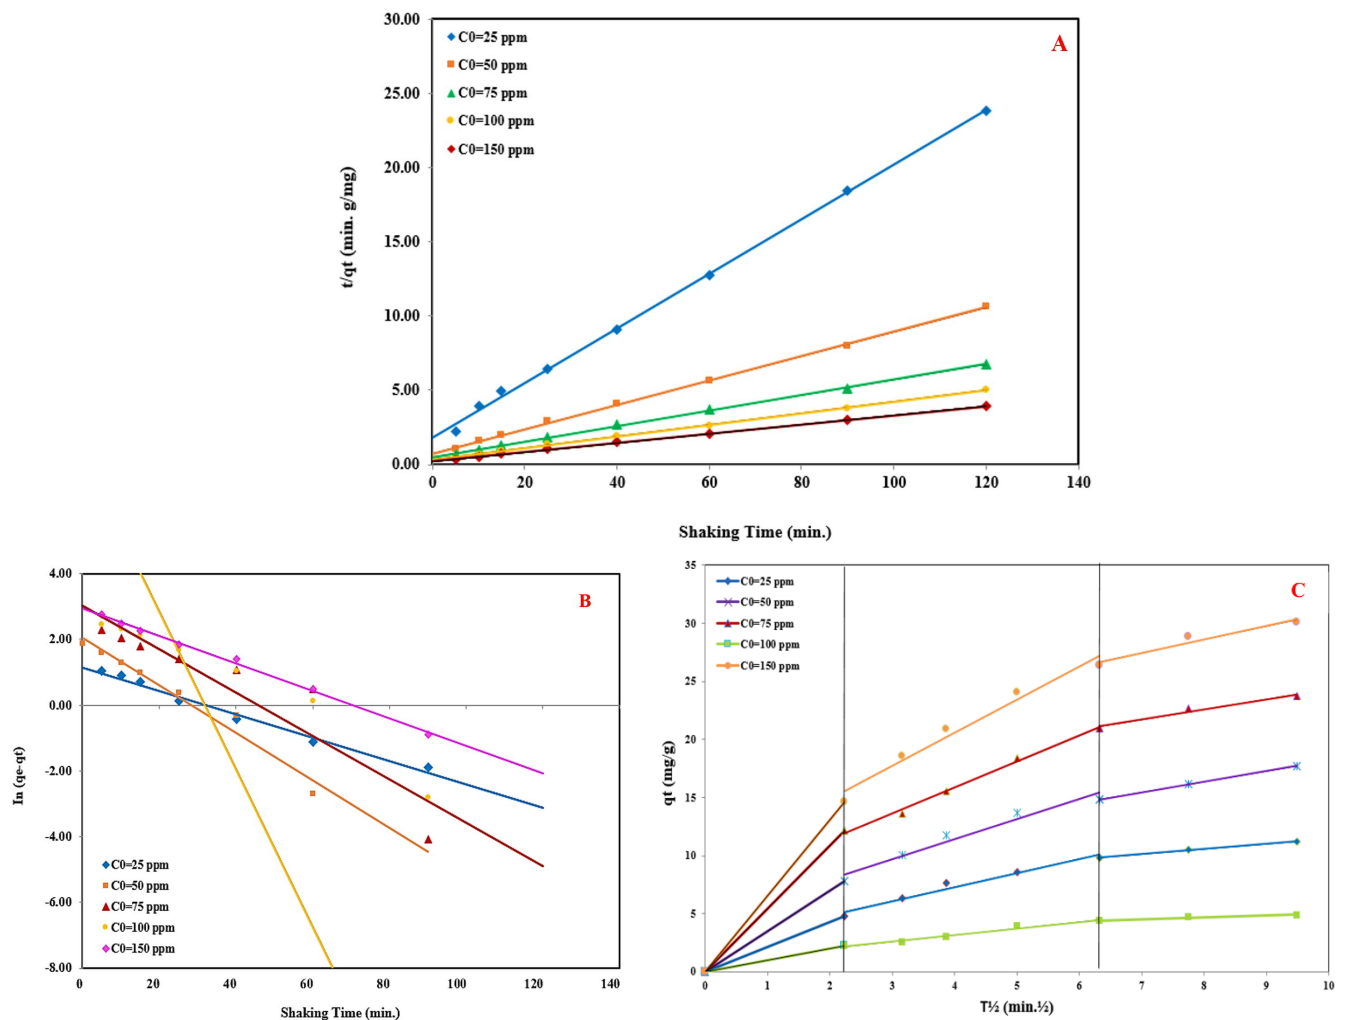 A
30.00
25.00
20.00
15.00
10.00
5.00
0.00
t/qt (min. g/mg)
C0=25 ppm
C0=50 ppm
C0=75 ppm
C0=100 ppm
C0=150 ppm
0 20 40 60 80 100 120 140
Shaking Time (min.)
B
4.00
2.00
0.00
-2.00
-4.00
-6.00
-8.00
In (qe-qt)
C0=25 ppm
C0=50 ppm
C0=75 ppm
C0=100 ppm
C0=150 ppm
0 20 40 60 80 100 120 140
Shaking Time (min.)
C
35
30
25
20
15
10
5
0
qt (mg/g)
C0=25 ppm
C0=50 ppm
C0=75 ppm
C0=100 ppm
C0=150 ppm
0 1 2 3 4 5 6 7 8 9 10
T½ (min.½)